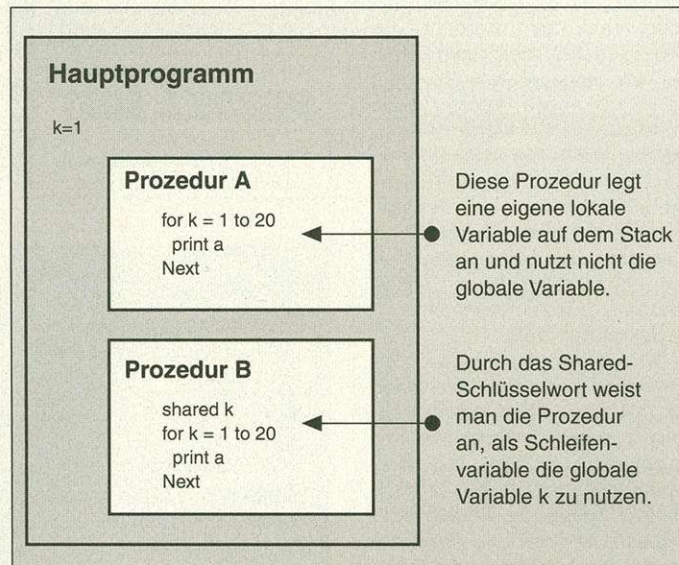 Hauptprogramm
k=1
Prozedur A
for k = 1 to 20
print a
Next
Diese Prozedur legt
eine eigene lokale
Variable auf dem Stack
an und nutzt nicht die
globale Variable.
Prozedur B
shared k
for k = 1 to 20
print a
Next
Durch das Shared-
Schlüsselwort weist
man die Prozedur
an, als Schleifen-
variable die globale
Variable k zu nutzen.